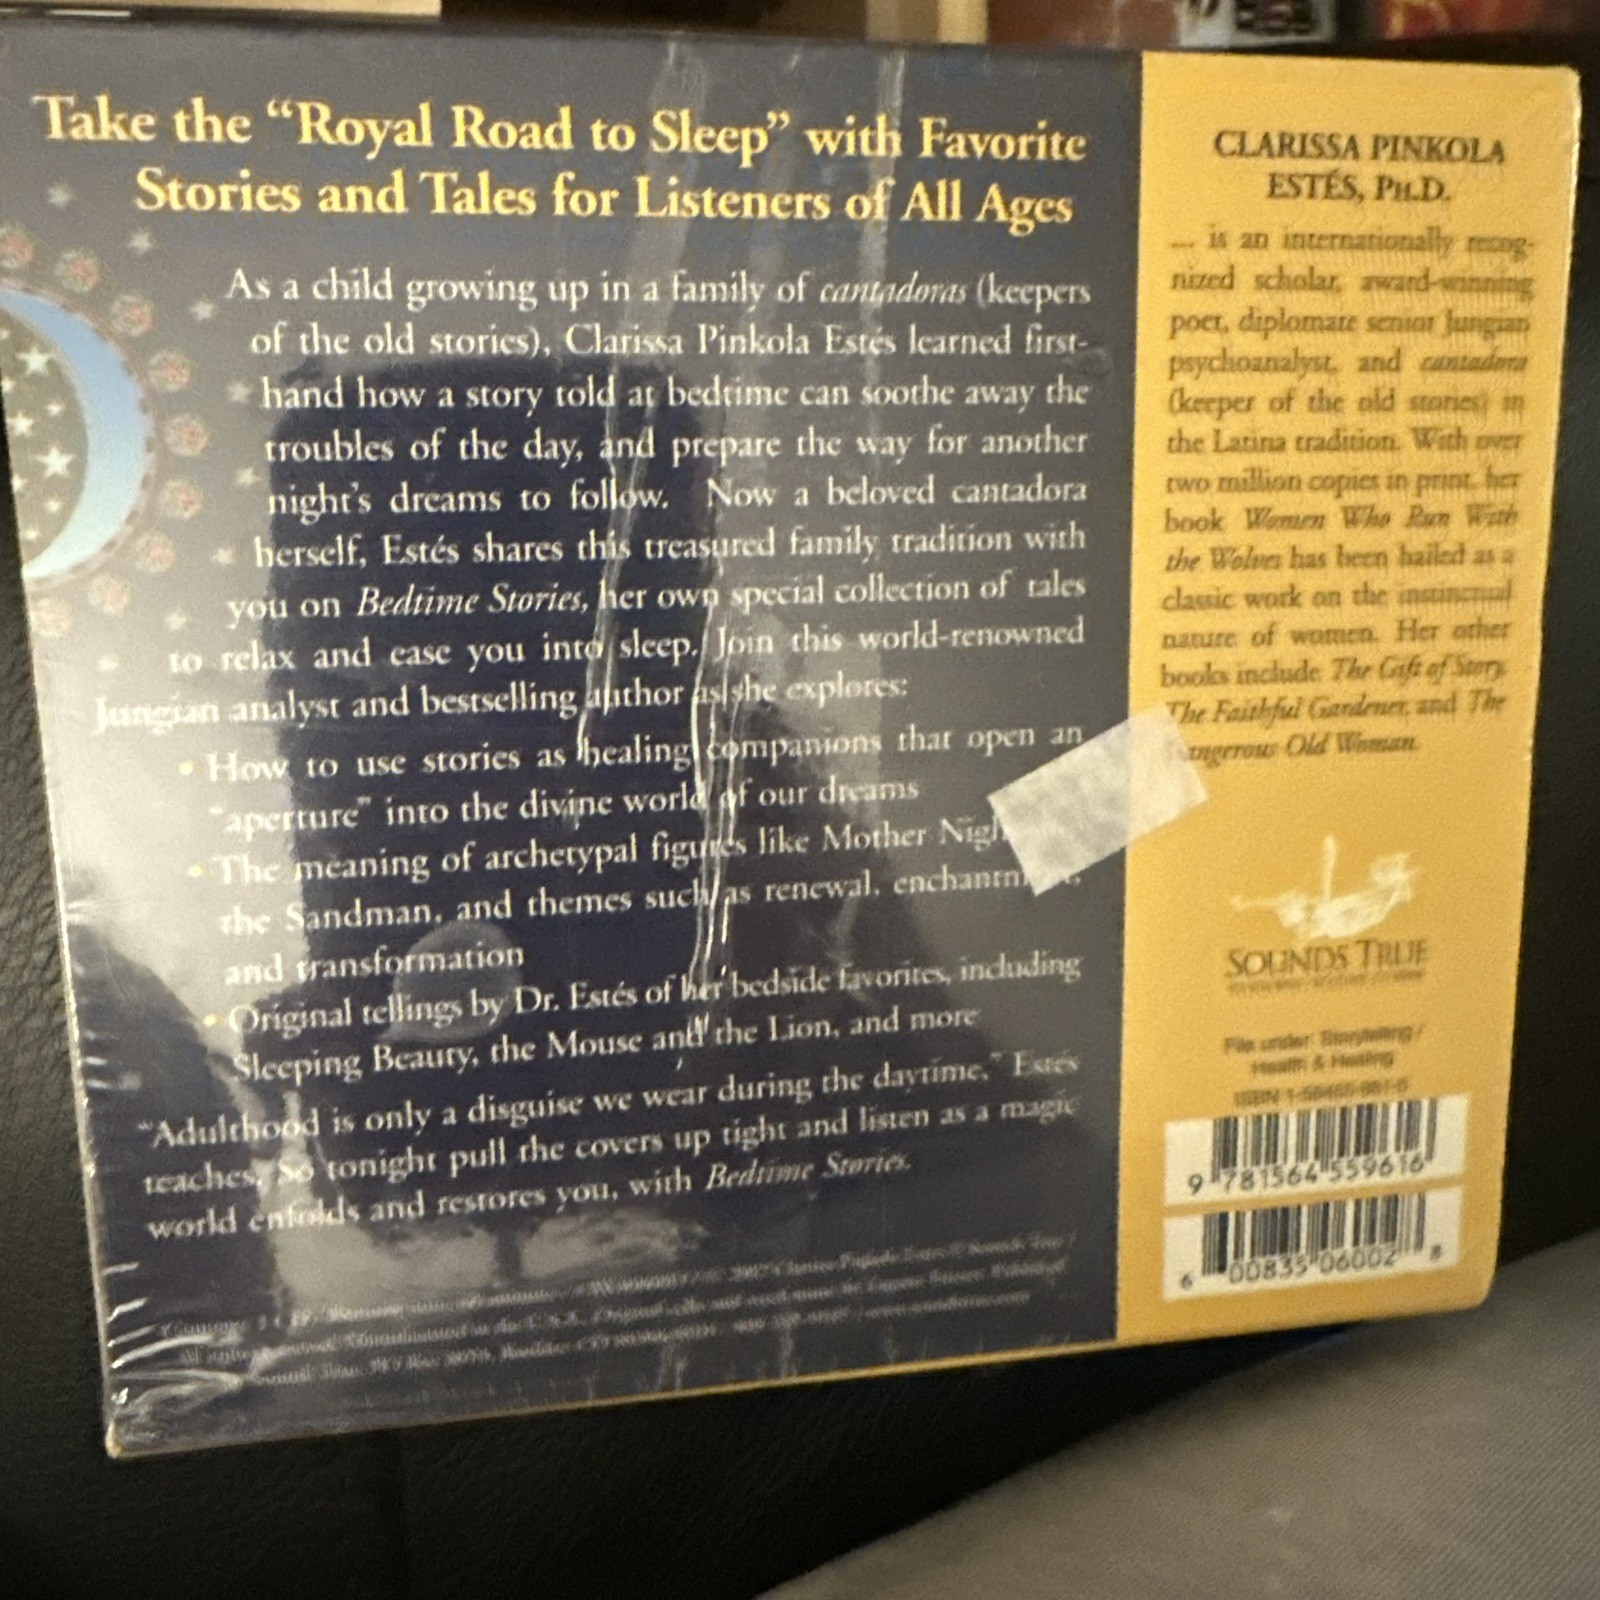 Take the “Royal Road to Sleep” with Favorite
Stories and Tales for Listeners of All Ages
As a child growing up in a family of cantadoras (keepers
of the old stories), Clarissa Pinkola Estés learned first-
hand how a story told at bedtime can soothe away the
troubles of the day, and prepare the way for another
night's dreams to follow. Now a beloved cantadora
herself, Estés shares this treasured family tradition with
you on Bedtime Stories, her own special collection of tales
to relax and ease you into sleep. Join this world-renowned
Jungian analyst and bestselling author as she explores:
• How to use stories as healing companions that open an
“aperture” into the divine world of our dreams
• The meaning of archetypal figures like Mother
the Sandman, and themes such as renewal,
and transformation
• Original tellings by Dr. Estés of her bedside favorites, including
Sleeping Beauty, the Mouse and the Lion, and more
“Adulthood is only a disguise we wear during the daytime,” Estés
teaches. So tonight pull the covers up tight and listen as a magic
world enfolds and restores you, with Bedtime Stories.
CLARISSA PINKOLA
ESTÉS, PH.D.
... is an internationally recog-
nized scholar, award-winning
poet, diplomate senior Jungian
psychoanalyst, and cantadora
(keeper of the old stories) in
the Latina tradition. With over
two million copies in print, her
book Women Who Run With
the Wolves has been hailed as a
classic work on the instinctual
nature of women. Her other
books include The Gift of Story,
The Faithful Gardener, and The
Old Woman.
SOUNDS TRUE
File under: Storytelling /
Health & Healing
ISBN
9 781564 559616
6 00835 06002 8